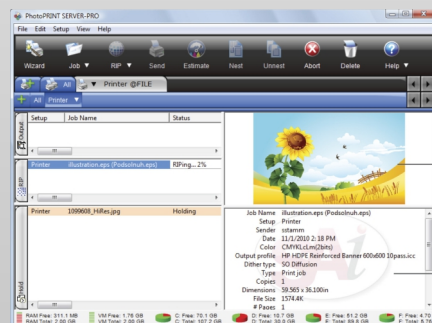 PhotoPRINT SERVER-PRO
File Edit Setup View Help
Wizard Job RIP Send Estimate Nest Unnest Abort Delete Help
All Printer @FILE
All Printer
Output
Setup Job Name Status
RIP
Printer illustration.eps (Podsolnuh.eps) RIPing... 2%
Hold
Printer 1099608_HiRes.jpg Holding
Job Name illustration.eps (Podsolnuh.eps)
Setup Printer
Sender sstamm
Date 11/1/2010 2:18 PM
Color CMYKLcLm(2bits)
Output profile HP HDPE Reinforced Banner 600x600 10pass.icc
Dither type SO Diffusion
Type Print job
Copies 1
Dimensions 59.565 x 36.100in
File Size 1574.4K
# Pages 1
Ai
RAM Free: 311.1 MB VM Free: 1.76 GB C: Free: 70.1 GB D: Free: 10.7 GB E: Free: 51.2 GB F: Free: 4.70
RAM Total: 2.00 GB VM Total: 2.00 GB C: Total: 107.2 GB D: Total: 30.0 GB E: Total: 89.8 GB